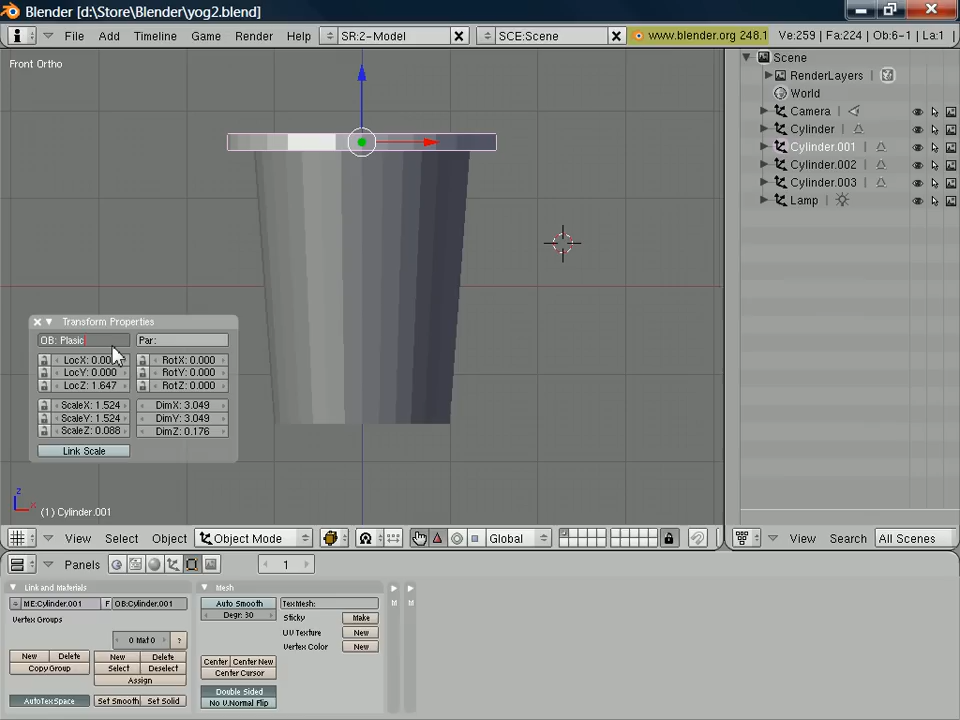 Blender [d:\Store\Blender\yog2.blend]
File Add Timeline Game Render Help SR:2-Model SCE:Scene www.blender.org 248.1 Ve:259 | Fa:224 | Ob:6-1 | La:1
Front Ortho
Scene
RenderLayers
World
Camera
Cylinder
Cylinder.001
Cylinder.002
Cylinder.003
Lamp
Transform Properties
OB: Plasic Par:
LocX: 0.000 RotX: 0.000
LocY: 0.000 RotY: 0.000
LocZ: 1.647 RotZ: 0.000
ScaleX: 1.524 DimX: 3.049
ScaleY: 1.524 DimY: 3.049
ScaleZ: 0.088 DimZ: 0.176
Link Scale
z
x
(1) Cylinder.001
View Select Object Object Mode Global View Search All Scenes
Panels 1
Link and Materials Mesh
ME:Cylinder.001 F OB:Cylinder.001 Auto Smooth TexMesh:
Vertex Groups Degr: 30 Sticky Make
UV Texture New
0 Mat 0 ? Vertex Color New
New Delete New Delete Center Center New
Copy Group Select Deselect Center Cursor
Assign Double Sided
AutoTexSpace Set Smooth Set Solid No V.Normal Flip
M M